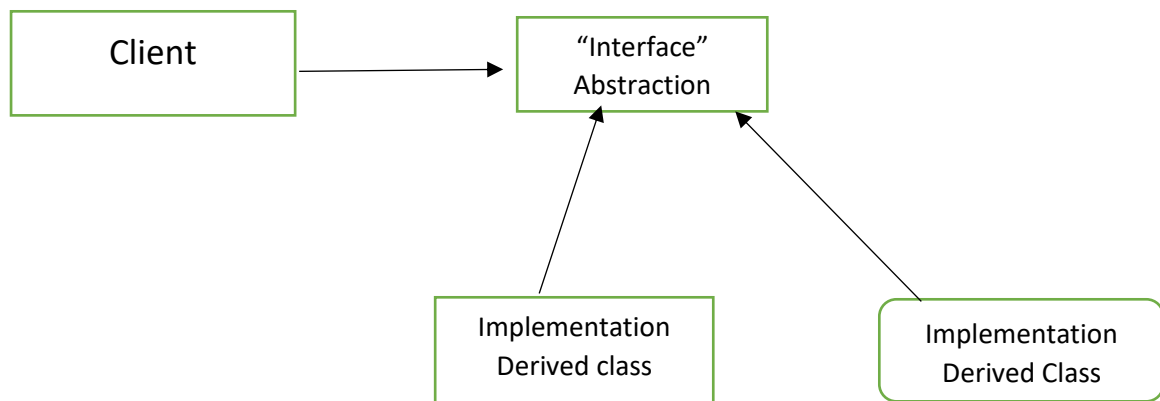 Client
“Interface”
Abstraction
Implementation
Derived class
Implementation
Derived Class